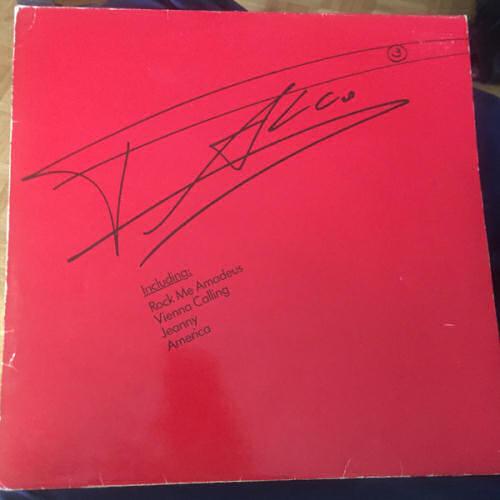 Falco
3
Including:
Rock Me Amadeus
Vienna Calling
Jeanny
America